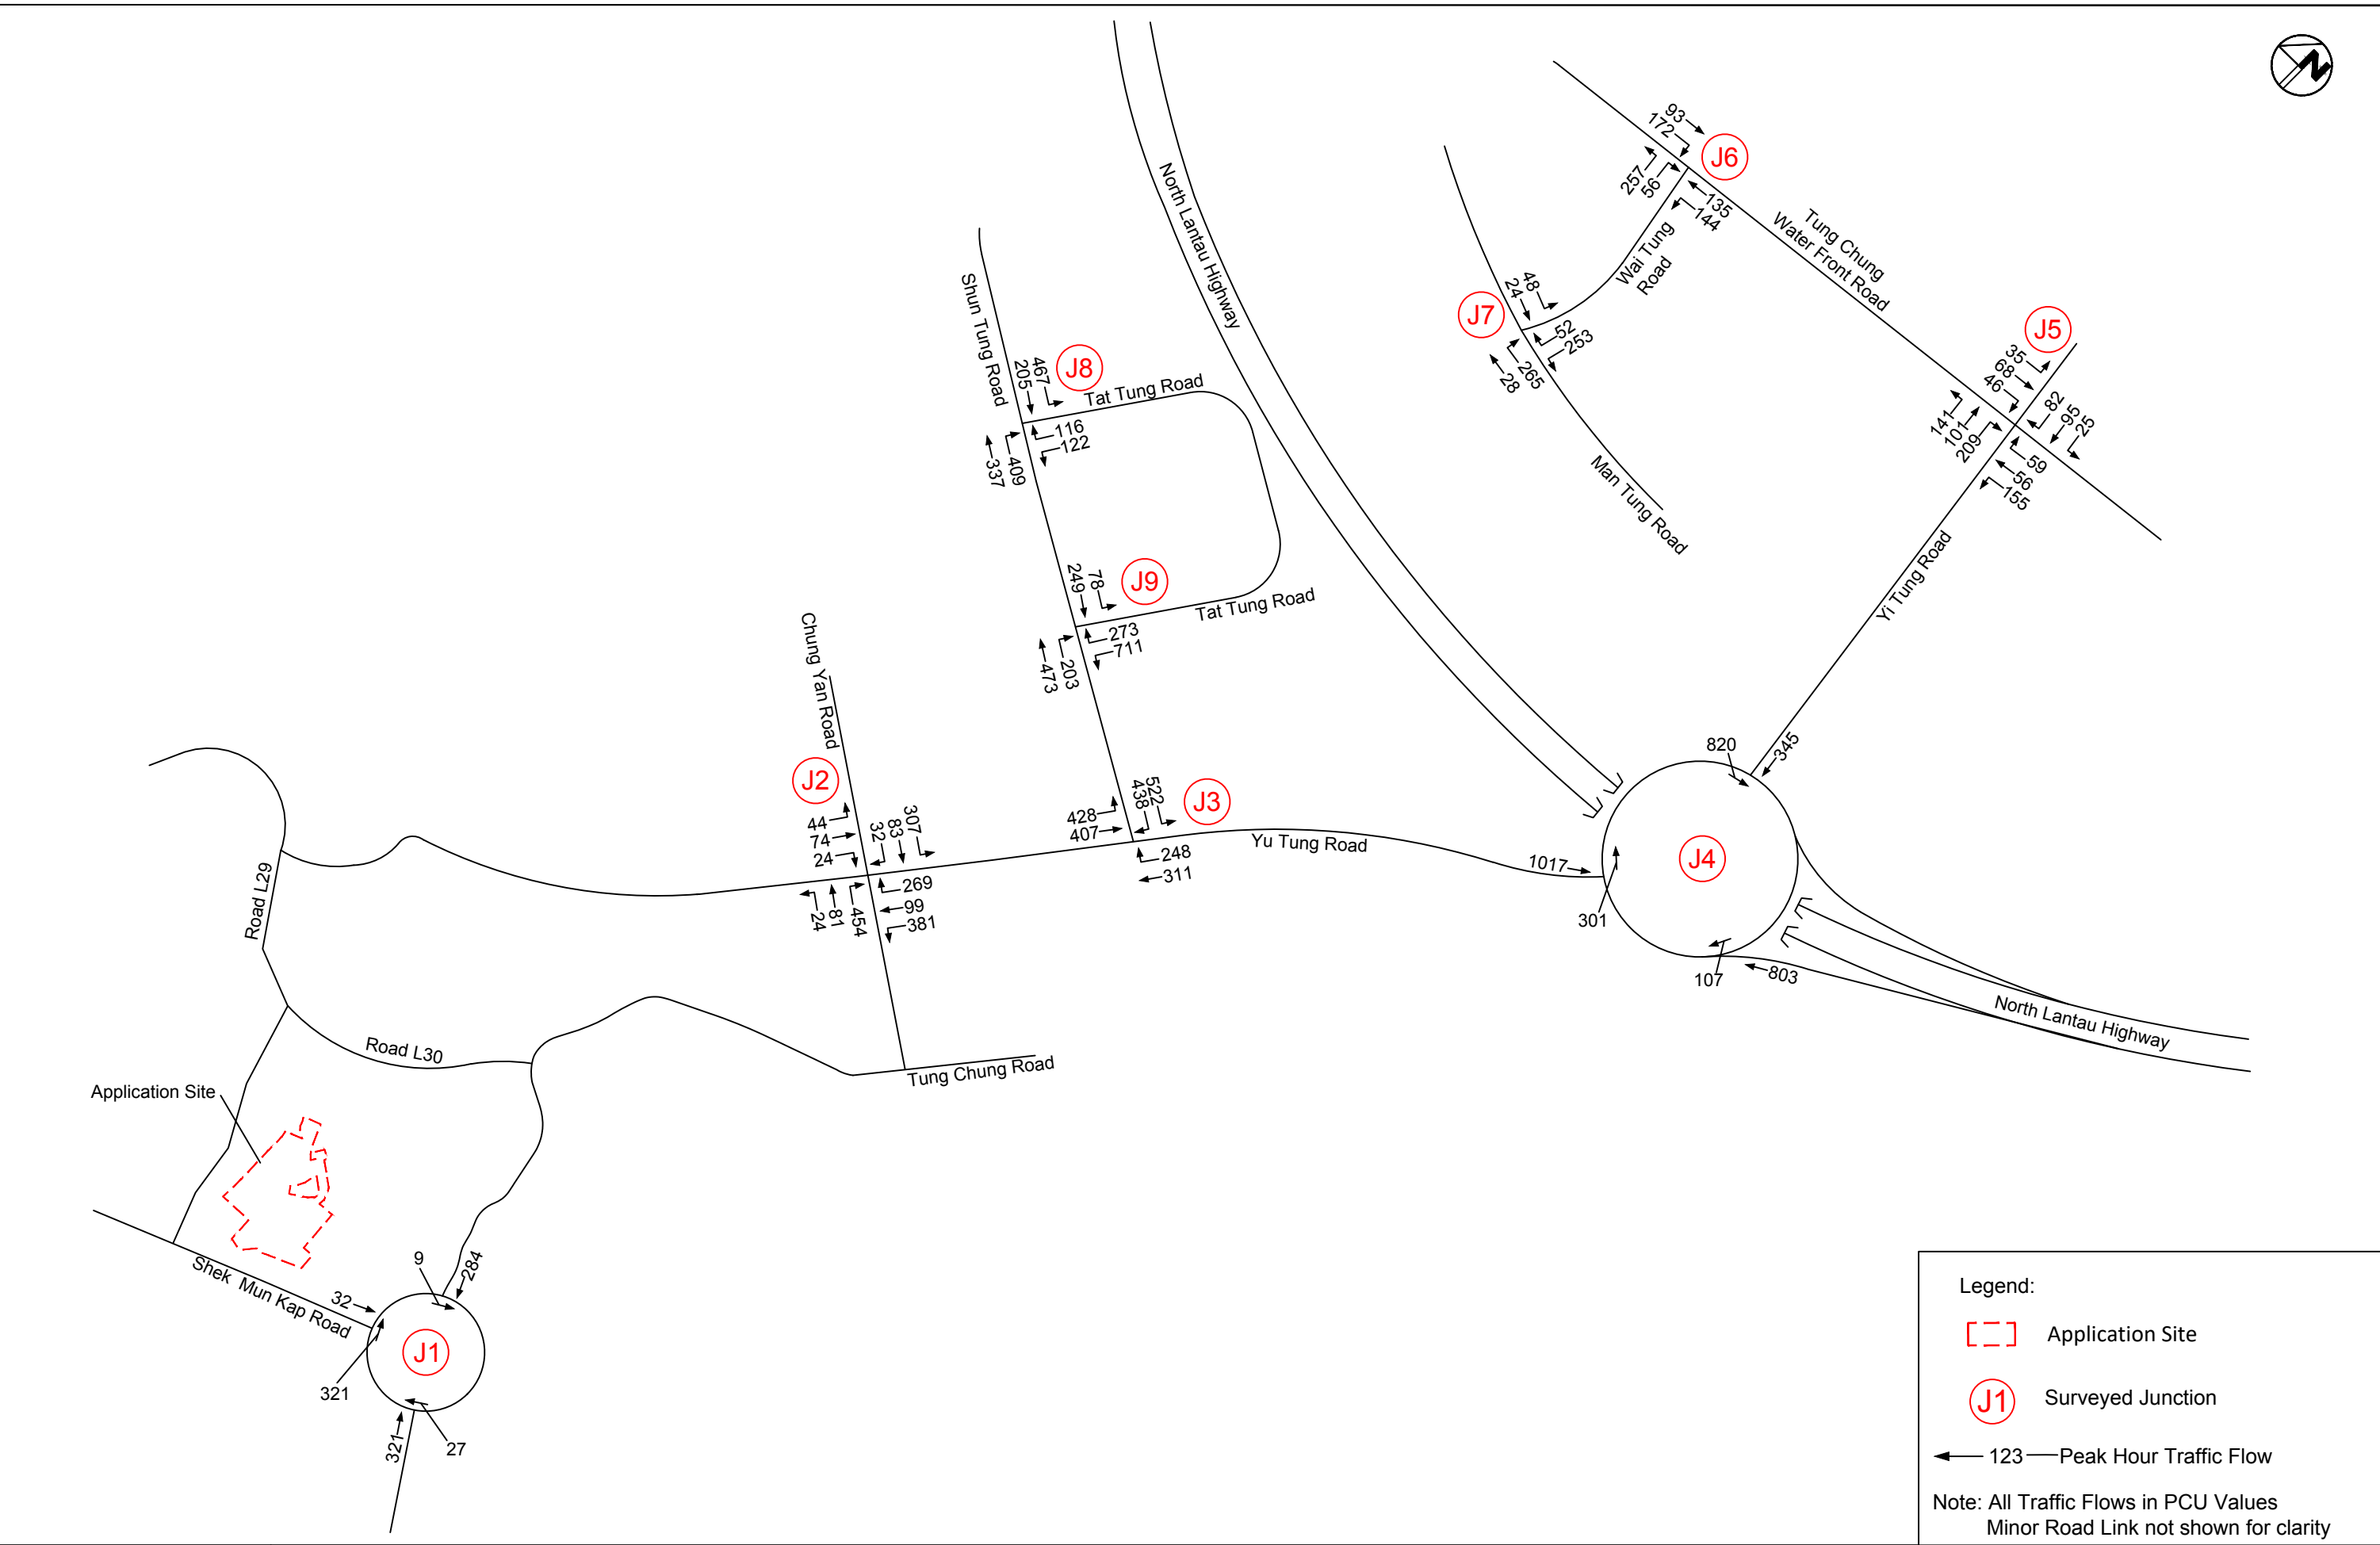 N
93
172
J6
257
56
135
144
Tung Chung
Water Front Road
Wai Tung
Road
North Lantau Highway
Shun Tung Road
48
24
J7
52
253
265
28
Man Tung Road
J5
35
68
46
82
95
25
141
101
209
59
56
155
Yi Tung Road
467
205
J8
Tat Tung Road
116
122
409
337
249
78
J9
Tat Tung Road
273
711
203
473
Chung Yan Road
J2
44
74
24
32
83
307
269
99
381
24
81
454
428
407
438
522
J3
248
311
Yu Tung Road
1017
820
345
J4
301
107
803
North Lantau Highway
Road L29
Road L30
Tung Chung Road
Application Site
Shek Mun Kap Road
32
9
284
J1
321
321
27
Legend:
Application Site
J1 Surveyed Junction
123 Peak Hour Traffic Flow
Note: All Traffic Flows in PCU Values
Minor Road Link not shown for clarity